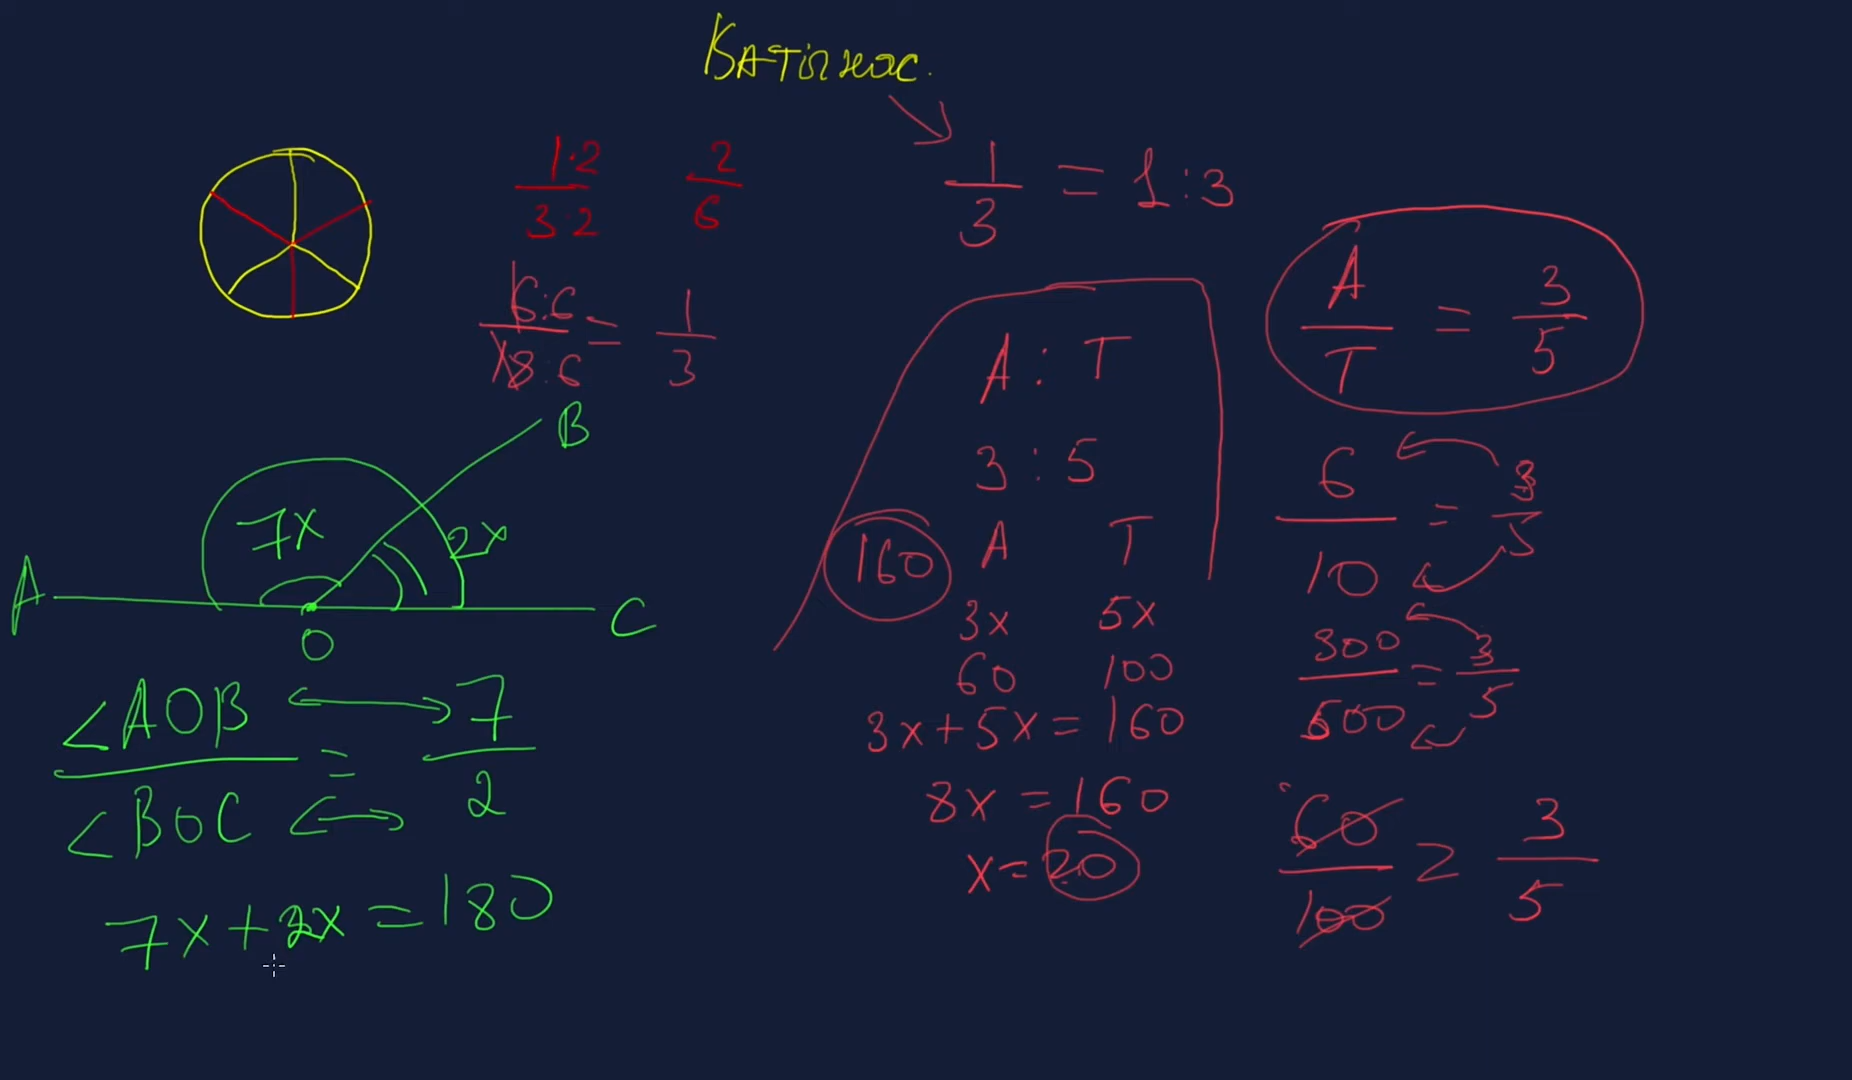 Қатынас.
1·2
3·2
2
6
1/3 = 1:3
6:6
18:6
=
1
3
A/T = 3/5
A : T
3 : 5
160
A T
3x 5x
60 100
3x+5x=160
8x=160
x=20
6/10 = 3/5
300/500 = 3/5
60/100 = 3/5
B
7x
2x
A
C
O
∠AOB ⟷ 7
=
∠BOC ⟷ 2
7x+2x=180